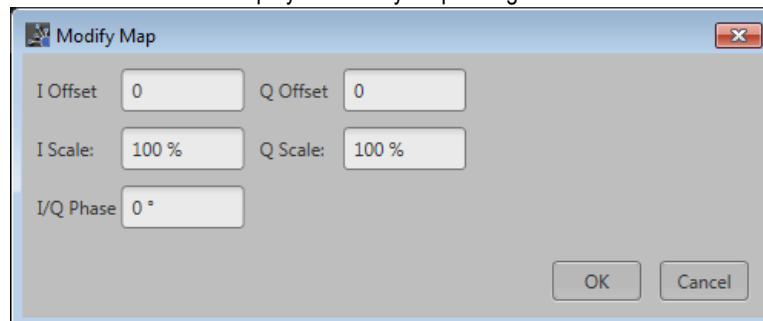 Modify Map
I Offset 0 Q Offset 0
I Scale: 100 % Q Scale: 100 %
I/Q Phase 0 °
OK Cancel